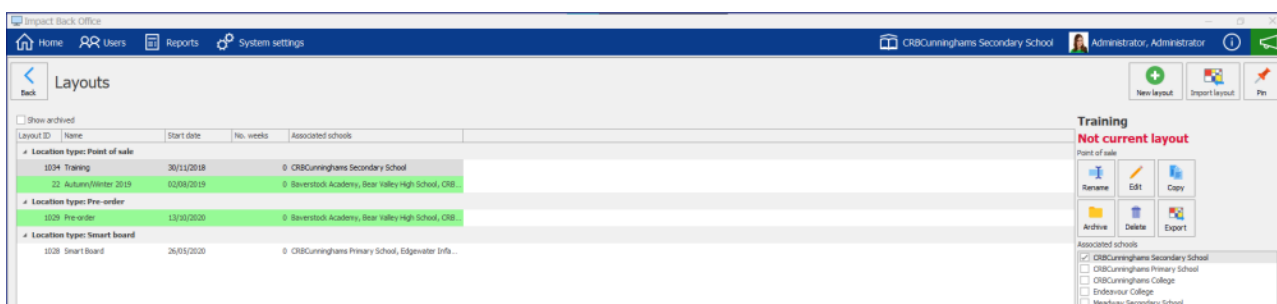 Impact Back Office
Home Users Reports System settings CRBCunninghams Secondary School Administrator, Administrator
Back Layouts New layout Import layout Pin
Show archived
Training
Layout ID Name Start date No. weeks Associated schools
Not current layout
Location type: Point of sale
Point of sale
1034 Training 30/11/2018 0 CRBCunninghams Secondary School
22 Autumn/Winter 2019 02/08/2019 0 Baverstock Academy, Bear Valley High School, CRB...
Rename Edit Copy
Location type: Pre-order
1029 Pre-order 13/10/2020 0 Baverstock Academy, Bear Valley High School, CRB...
Location type: Smart board
Archive Delete Export
1028 Smart Board 26/05/2020 0 CRBCunninghams Primary School, Edgewater Infa...
Associated schools
CRBCunninghams Secondary School
CRBCunninghams Primary School
CRBCunninghams College
Endeavour College
Meadway Secondary School